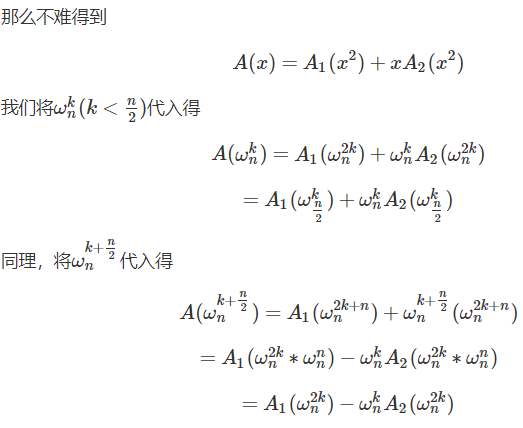 那么不难得到
$A(x) = A_1(x^2) + xA_2(x^2)$
我们将$\omega_n^k(k < \frac{n}{2})$代入得
$A(\omega_n^k) = A_1(\omega_n^{2k}) + \omega_n^k A_2(\omega_n^{2k})$
$= A_1(\omega_{\frac{n}{2}}^k) + \omega_n^k A_2(\omega_{\frac{n}{2}}^k)$
同理，将$\omega_n^{k+\frac{n}{2}}$代入得
$A(\omega_n^{k+\frac{n}{2}}) = A_1(\omega_n^{2k+n}) + \omega_n^{k+\frac{n}{2}}(\omega_n^{2k+n})$
$= A_1(\omega_n^{2k} * \omega_n^n) - \omega_n^k A_2(\omega_n^{2k} * \omega_n^n)$
$= A_1(\omega_n^{2k}) - \omega_n^k A_2(\omega_n^{2k})$